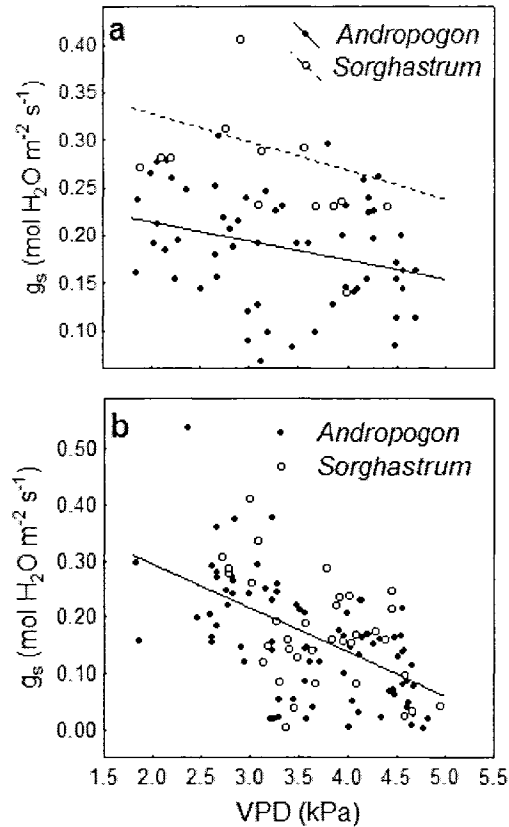 a
Andropogon
Sorghastrum
0.40
0.35
0.30
0.25
0.20
0.15
0.10
gs (mol H2O m-2 s-1)
b
Andropogon
Sorghastrum
0.50
0.40
0.30
0.20
0.10
0.00
gs (mol H2O m-2 s-1)
1.5 2.0 2.5 3.0 3.5 4.0 4.5 5.0 5.5
VPD (kPa)